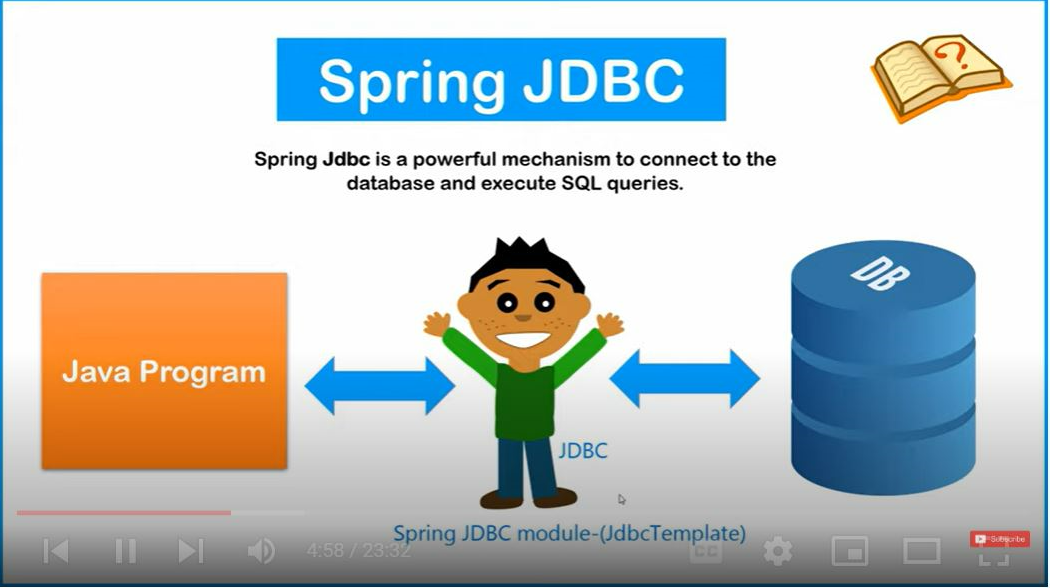 Spring JDBC
?
Spring Jdbc is a powerful mechanism to connect to the
database and execute SQL queries.
DB
Java Program
JDBC
Spring JDBC module-(JdbcTemplate)
4:58 / 23:32
CC
Subscribe